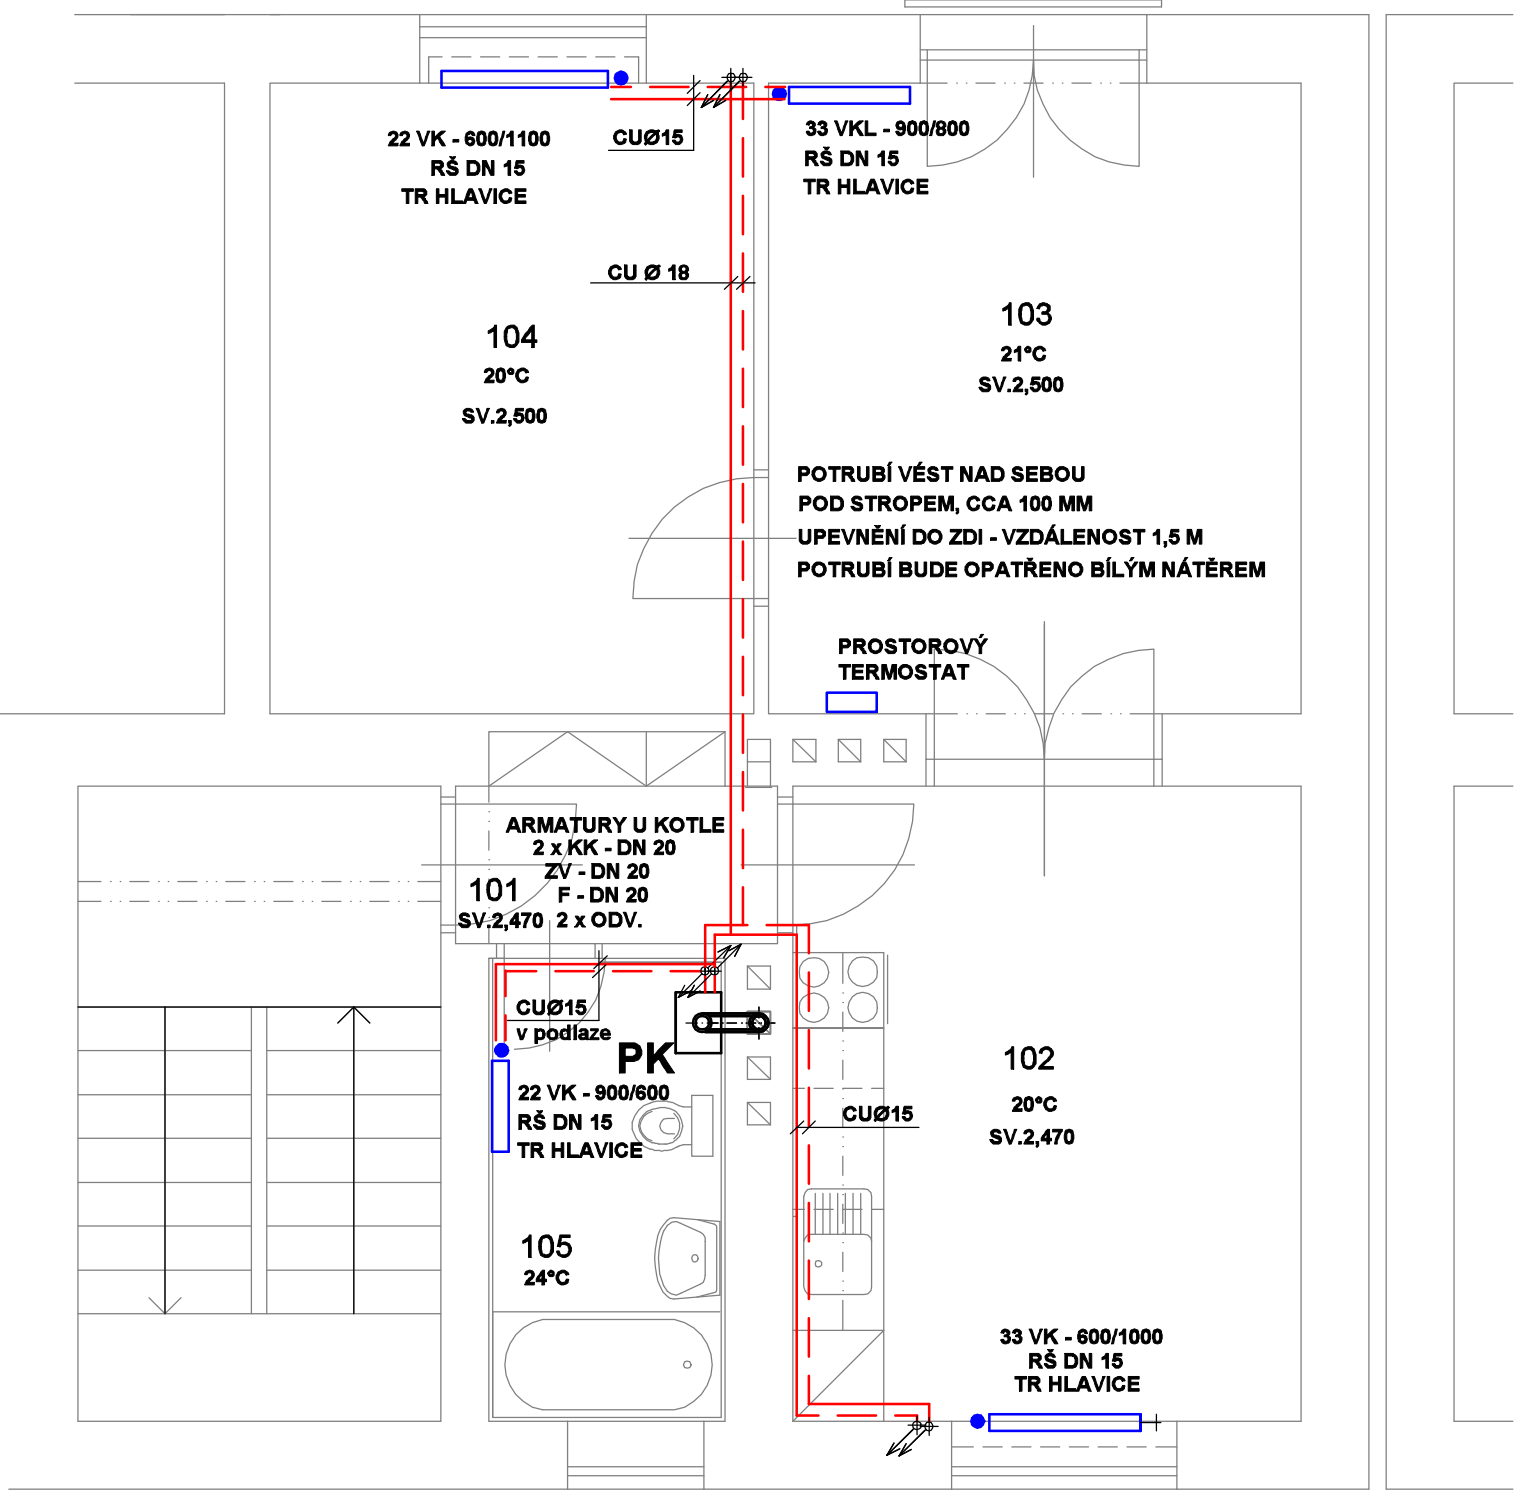 22 VK - 600/1100
RŠ DN 15
TR HLAVICE
CUØ15
33 VKL - 900/800
RŠ DN 15
TR HLAVICE
CU Ø 18
104
20°C
SV.2,500
103
21°C
SV.2,500
POTRUBÍ VÉST NAD SEBOU
POD STROPEM, CCA 100 MM
UPEVNĚNÍ DO ZDI - VZDÁLENOST 1,5 M
POTRUBÍ BUDE OPATŘENO BÍLÝM NÁTĚREM
PROSTOROVÝ
TERMOSTAT
ARMATURY U KOTLE
2 x KK - DN 20
ZV - DN 20
F - DN 20
2 x ODV.
101
SV.2,470
CUØ15
v podlaze
PK
22 VK - 900/600
RŠ DN 15
TR HLAVICE
105
24°C
102
20°C
SV.2,470
CUØ15
33 VK - 600/1000
RŠ DN 15
TR HLAVICE